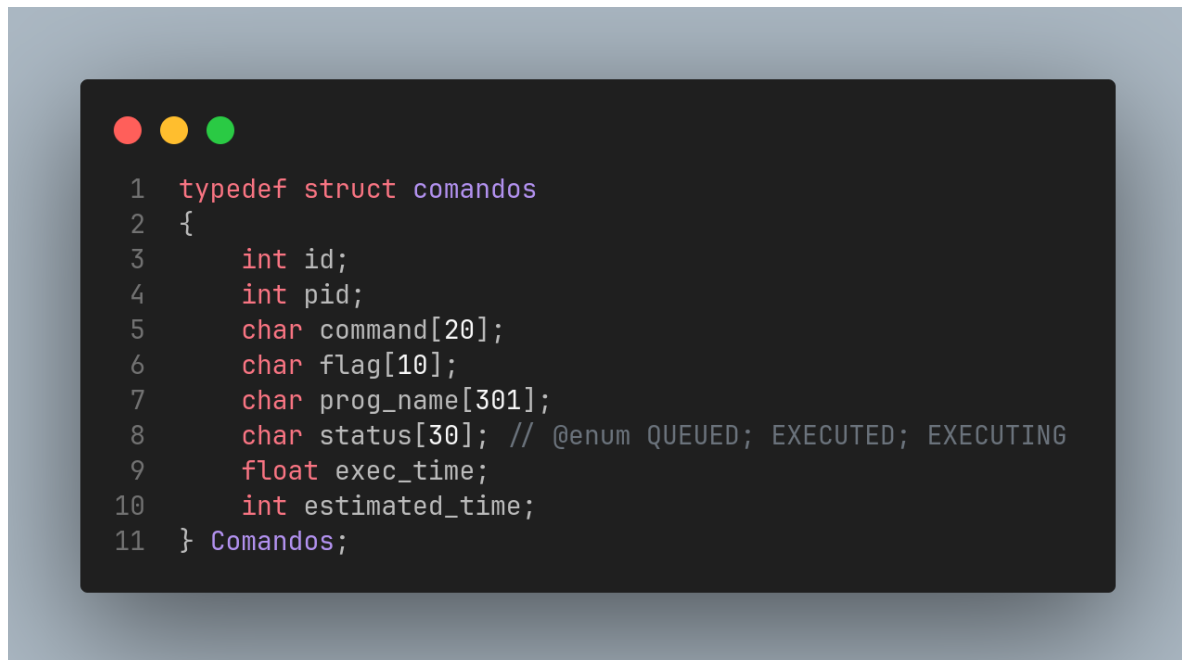 1 typedef struct comandos
2 {
3     int id;
4     int pid;
5     char command[20];
6     char flag[10];
7     char prog_name[301];
8     char status[30]; // @enum QUEUED; EXECUTED; EXECUTING
9     float exec_time;
10     int estimated_time;
11 } Comandos;